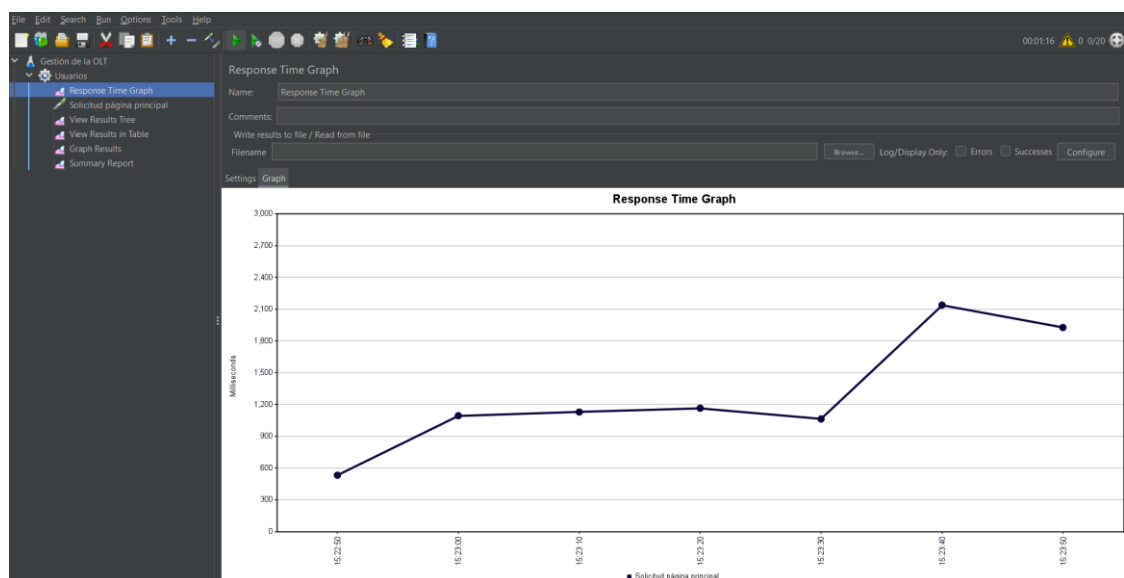 File Edit Search Run Options Tools Help
00:01:16 0 0/20
Gestión de la OLT
Usuarios
Response Time Graph
Solicitud página principal
View Results Tree
View Results in Table
Graph Results
Summary Report
Response Time Graph
Name: Response Time Graph
Comments:
Write results to file / Read from file
Filename Browse... Log/Display Only: Errors Successes Configure
Settings Graph
Response Time Graph
3,000
2,700
2,400
2,100
1,800
1,500
1,200
900
600
300
0
Milliseconds
15:22:50 15:23:00 15:23:10 15:23:20 15:23:30 15:23:40 15:23:50
Solicitud página principal